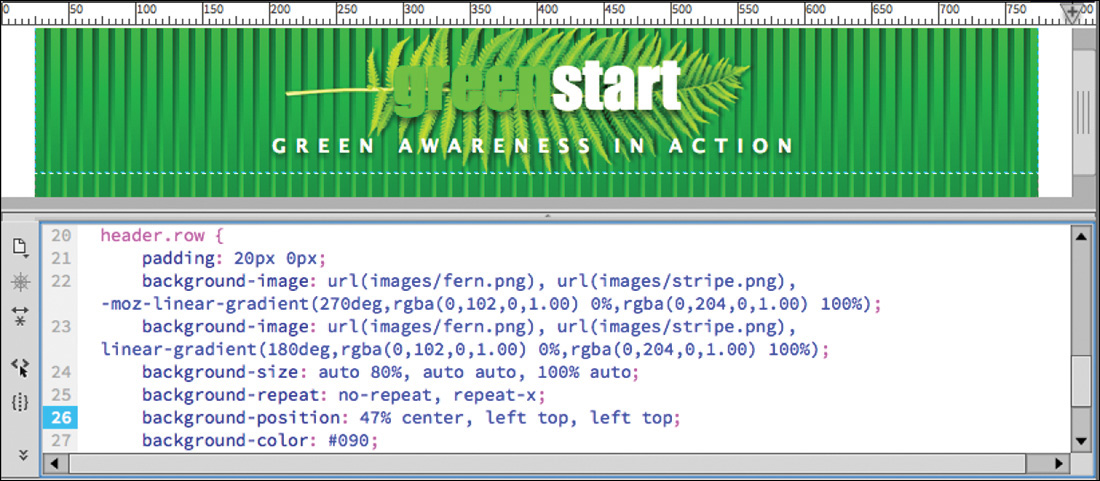 0 50 100 150 200 250 300 350 400 450 500 550 600 650 700 750 00
greenstart
GREEN AWARENESS IN ACTION
20 header.row {
21 padding: 20px 0px;
22 background-image: url(images/fern.png), url(images/stripe.png),
-moz-linear-gradient(270deg,rgba(0,102,0,1.00) 0%,rgba(0,204,0,1.00) 100%);
23 background-image: url(images/fern.png), url(images/stripe.png),
linear-gradient(180deg,rgba(0,102,0,1.00) 0%,rgba(0,204,0,1.00) 100%);
24 background-size: auto 80%, auto auto, 100% auto;
25 background-repeat: no-repeat, repeat-x;
26 background-position: 47% center, left top, left top;
27 background-color: #090;